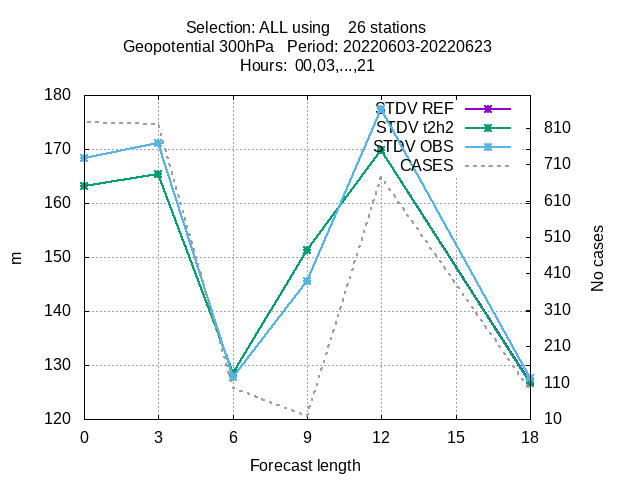 Selection: ALL using    26 stations
Geopotential 300hPa   Period: 20220603-20220623
Hours:  00,03,...,21
STDV REF
STDV t2h2
STDV OBS
CASES
180
170
160
150
140
130
120
m
810
710
610
510
410
310
210
110
10
No cases
0 3 6 9 12 15 18
Forecast length